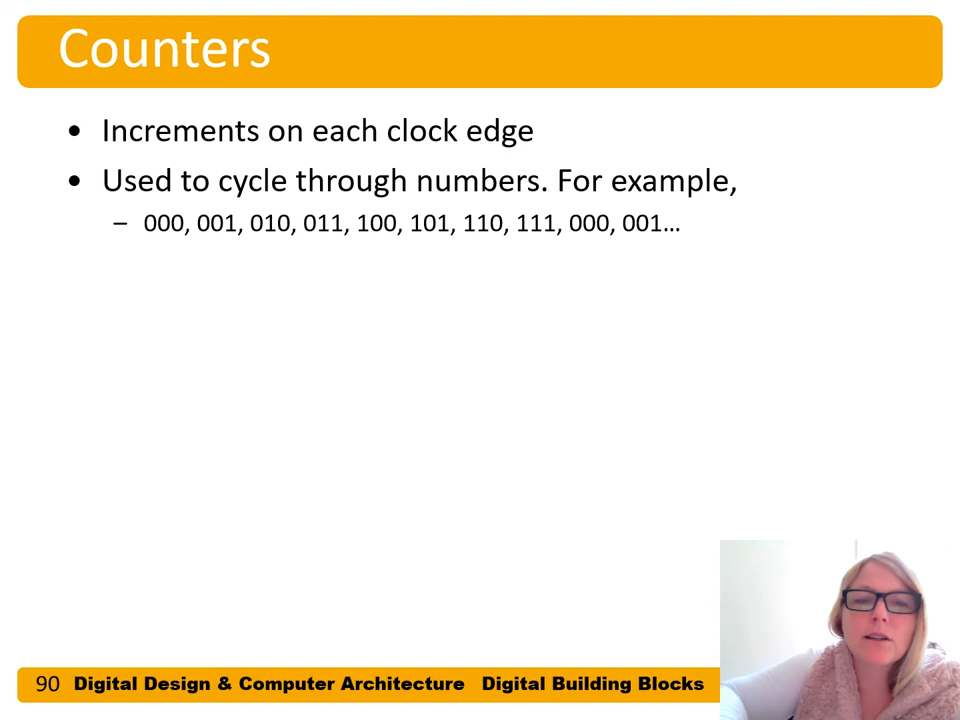 Counters
• Increments on each clock edge
• Used to cycle through numbers. For example,
– 000, 001, 010, 011, 100, 101, 110, 111, 000, 001…
90 Digital Design & Computer Architecture Digital Building Blocks